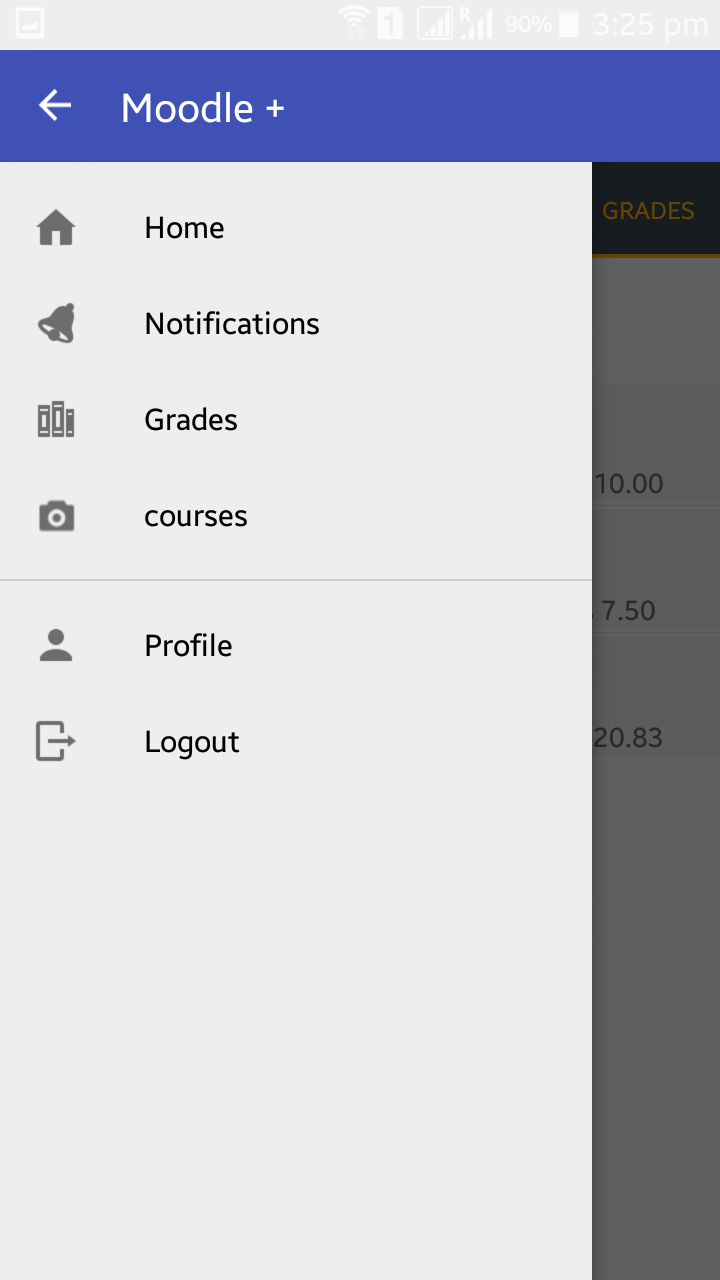 R 90% 3:25 pm
Moodle +
GRADES
Home
Notifications
Grades
10.00
courses
7.50
Profile
20.83
Logout